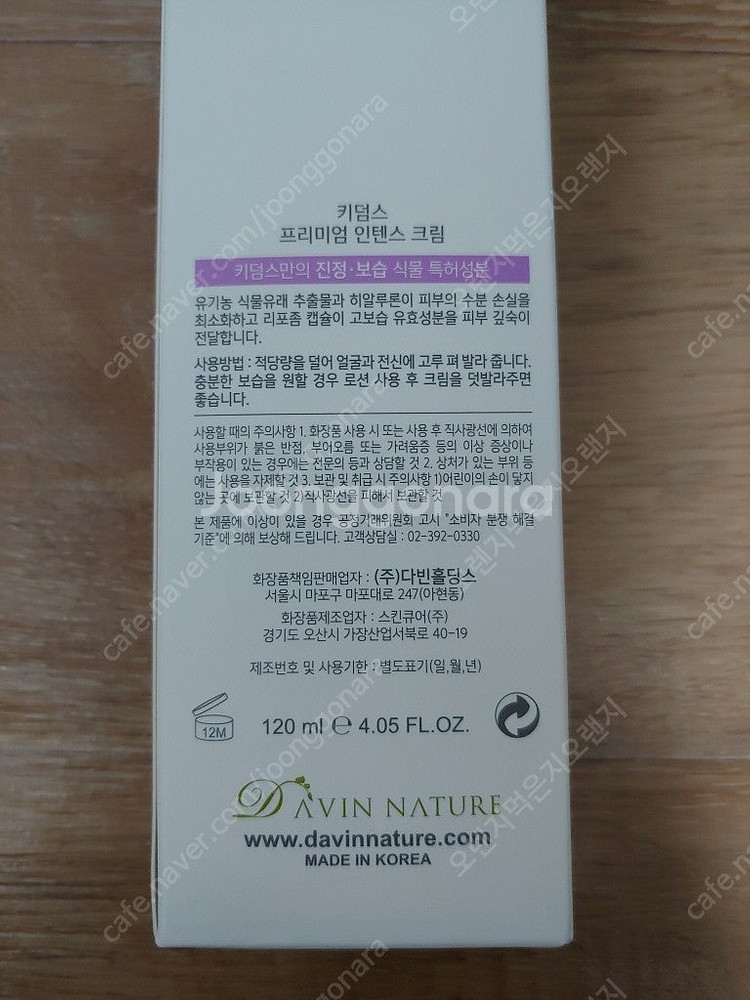 키덤스
프리미엄 인텐스 크림
키덤스만의 진정·보습 식물 특허성분
유기농 식물유래 추출물과 히알루론이 피부의 수분 손실을
최소화하고 리포좀 캡슐이 고보습 유효성분을 피부 깊숙이
전달합니다.
사용방법 : 적당량을 덜어 얼굴과 전신에 고루 펴 발라 줍니다.
충분한 보습을 원할 경우 로션 사용 후 크림을 덧발라주면
좋습니다.
사용할 때의 주의사항 1. 화장품 사용 시 또는 사용 후 직사광선에 의하여
사용부위가 붉은 반점, 부어오름 또는 가려움증 등의 이상 증상이나
부작용이 있는 경우에는 전문의 등과 상담할 것 2. 상처가 있는 부위 등
에는 사용을 자제할 것 3. 보관 및 취급 시 주의사항 1)어린이의 손이 닿지
않는 곳에 보관할 것 2)직사광선을 피해서 보관할 것
본 제품에 이상이 있을 경우 공정거래위원회 고시 "소비자 분쟁 해결
기준"에 의해 보상해 드립니다. 고객상담실 : 02-392-0330
화장품책임판매업자 : (주)다빈홀딩스
서울시 마포구 마포대로 247(아현동)
화장품제조업자 : 스킨큐어(주)
경기도 오산시 가장산업서북로 40-19
제조번호 및 사용기한 : 별도표기(일,월,년)
12M
120 ml ℮ 4.05 FL.OZ.
DAVIN NATURE
www.davinnature.com
MADE IN KOREA
Joonggonara
cafe.naver.com/joonggonara
오렌지먹은지오랜지